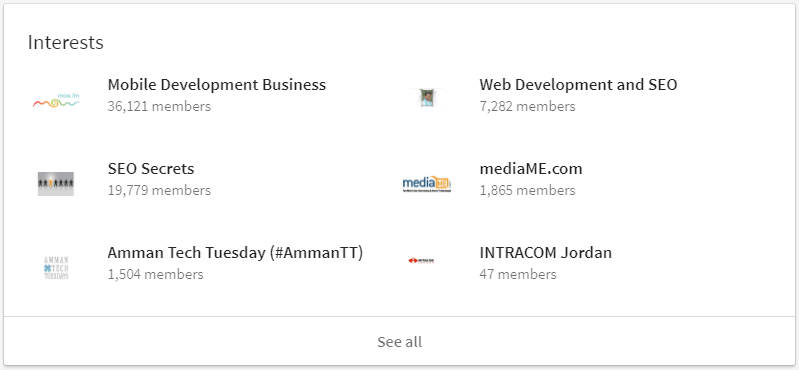 Interests
Mobile Development Business
36,121 members
Web Development and SEO
7,282 members
SEO Secrets
19,779 members
mediaME.com
1,865 members
Amman Tech Tuesday (#AmmanTT)
1,504 members
INTRACOM Jordan
47 members
mediaME
AMMAN
TECH
TUESDAYS
INTRACOM
See all